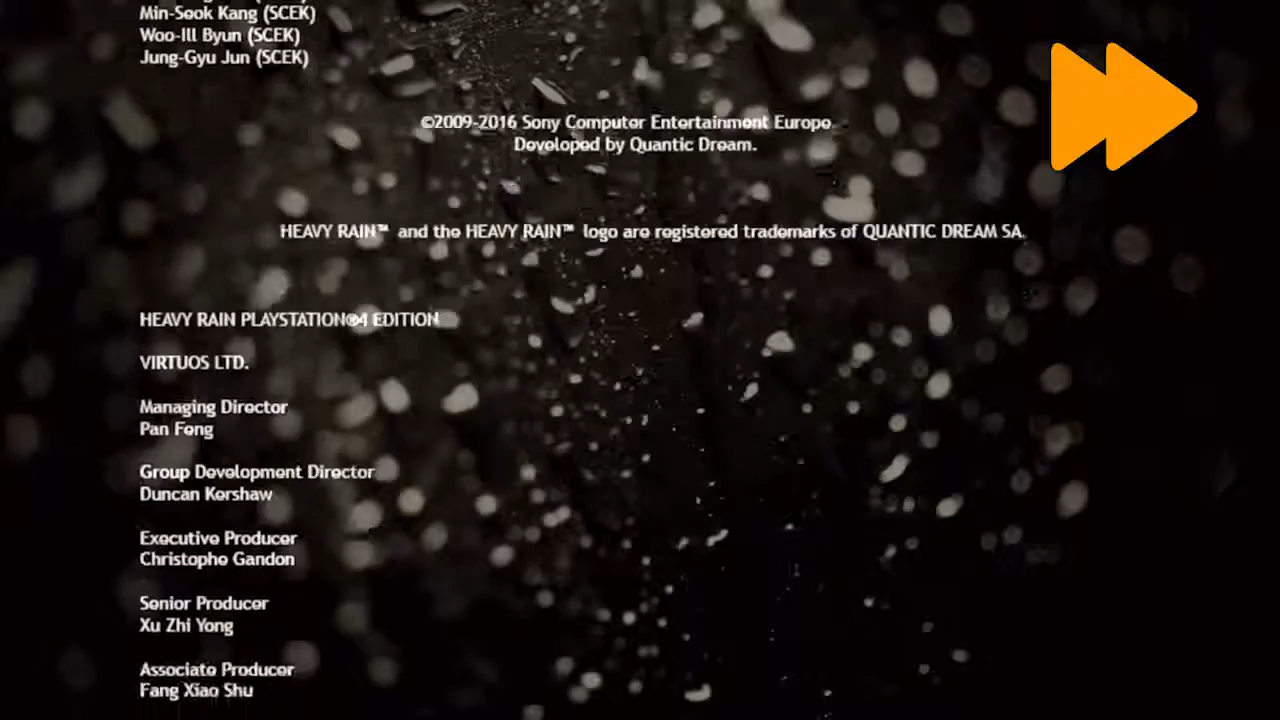 Min-Seok Kang (SCEK)
Woo-Ill Byun (SCEK)
Jung-Gyu Jun (SCEK)
©2009-2016 Sony Computer Entertainment Europe
Developed by Quantic Dream.
HEAVY RAIN™ and the HEAVY RAIN™ logo are registered trademarks of QUANTIC DREAM SA.
HEAVY RAIN PLAYSTATION®4 EDITION
VIRTUOS LTD.
Managing Director
Pan Feng
Group Development Director
Duncan Kershaw
Executive Producer
Christophe Gandon
Senior Producer
Xu Zhi Yong
Associate Producer
Fang Xiao Shu